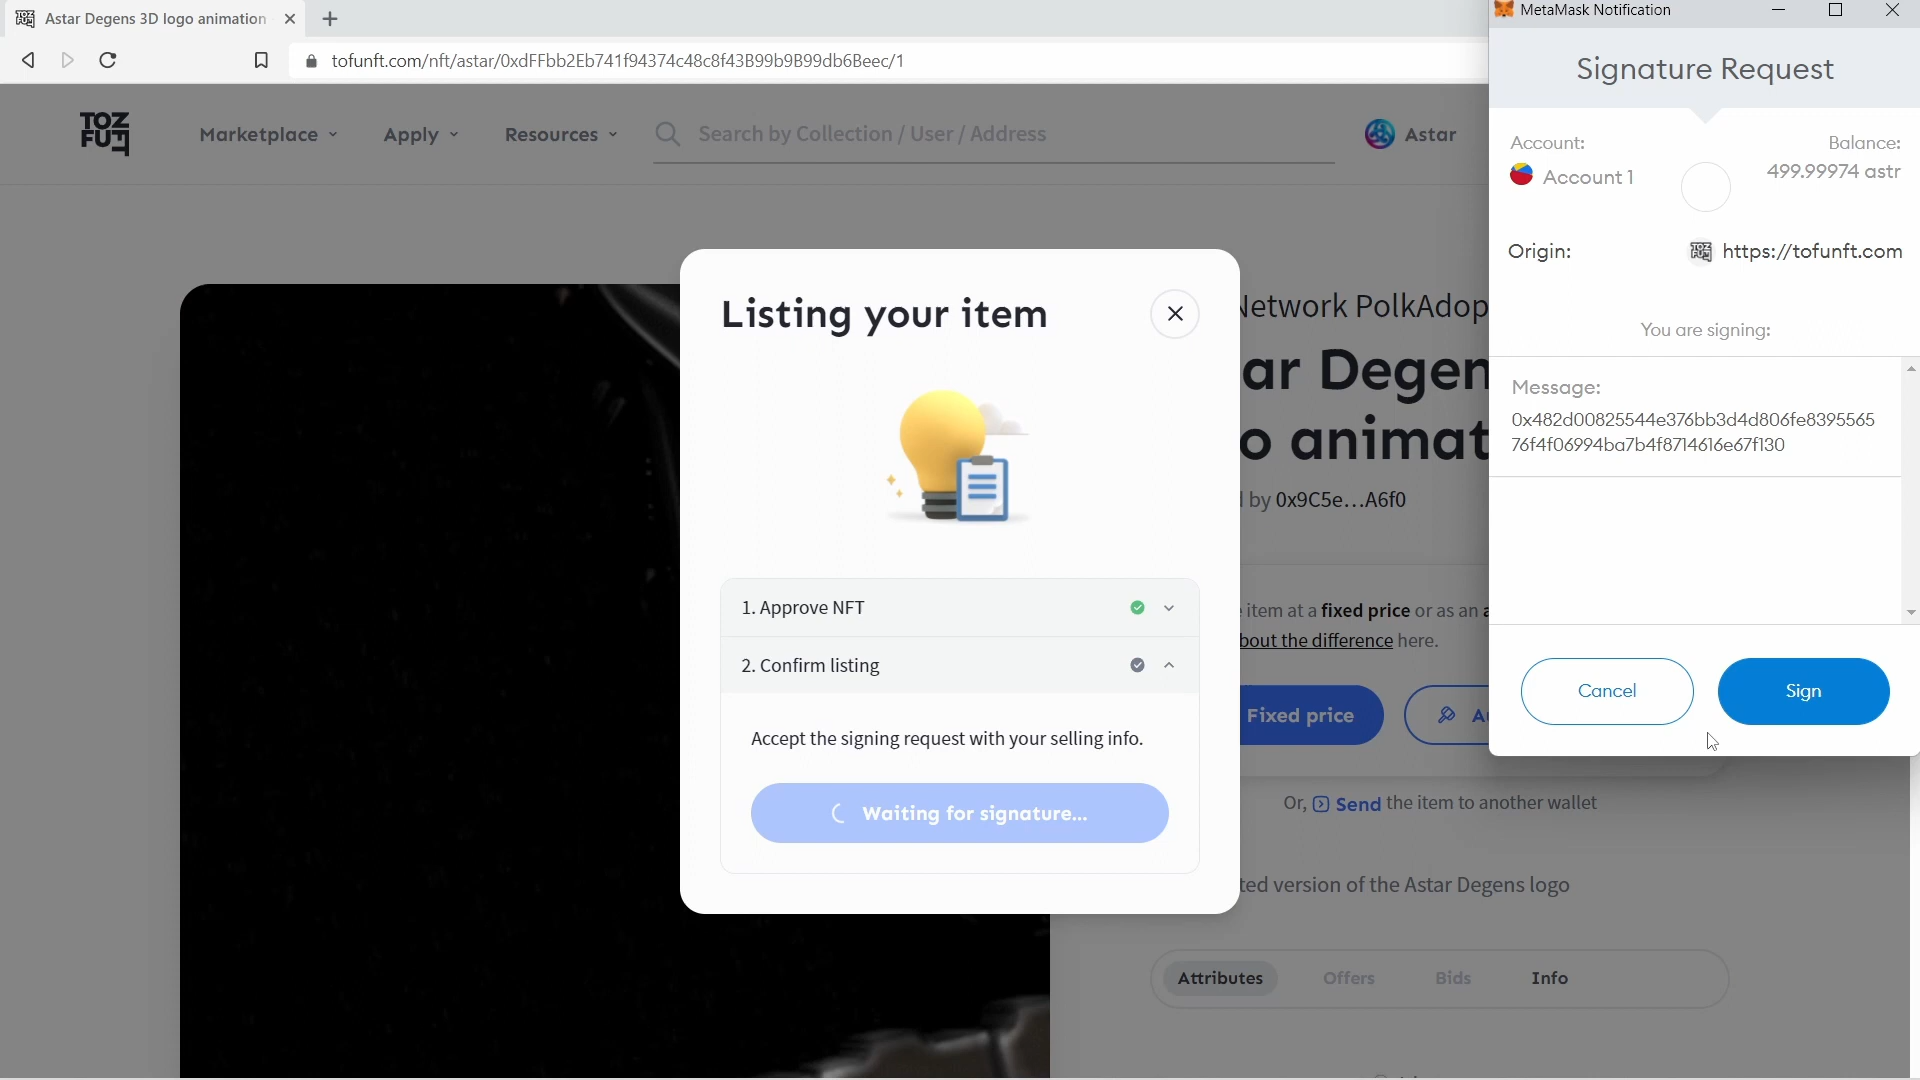 Astar Degens 3D logo animation
tofunft.com/nft/astar/0xdFFbb2Eb741f94374c48c8f43B99b9B99db6Beec/1
TOZ
FUT
Marketplace
Apply
Resources
Search by Collection / User / Address
Astar
MetaMask Notification
Signature Request
Account:
Account 1
Balance:
499.99974 astr
Origin:
https://tofunft.com
You are signing:
Message:
0x482d00825544e376bb3d4d806fe8395565
76f4f06994ba7b4f8714616e67f130
Cancel
Sign
Listing your item
1. Approve NFT
2. Confirm listing
Accept the signing request with your selling info.
Waiting for signature...
Network PolkAdop
ar Degen
o animat
by 0x9C5e...A6f0
item at a fixed price or as an
bout the difference here.
Fixed price
Or, Send the item to another wallet
ted version of the Astar Degens logo
Attributes
Offers
Bids
Info